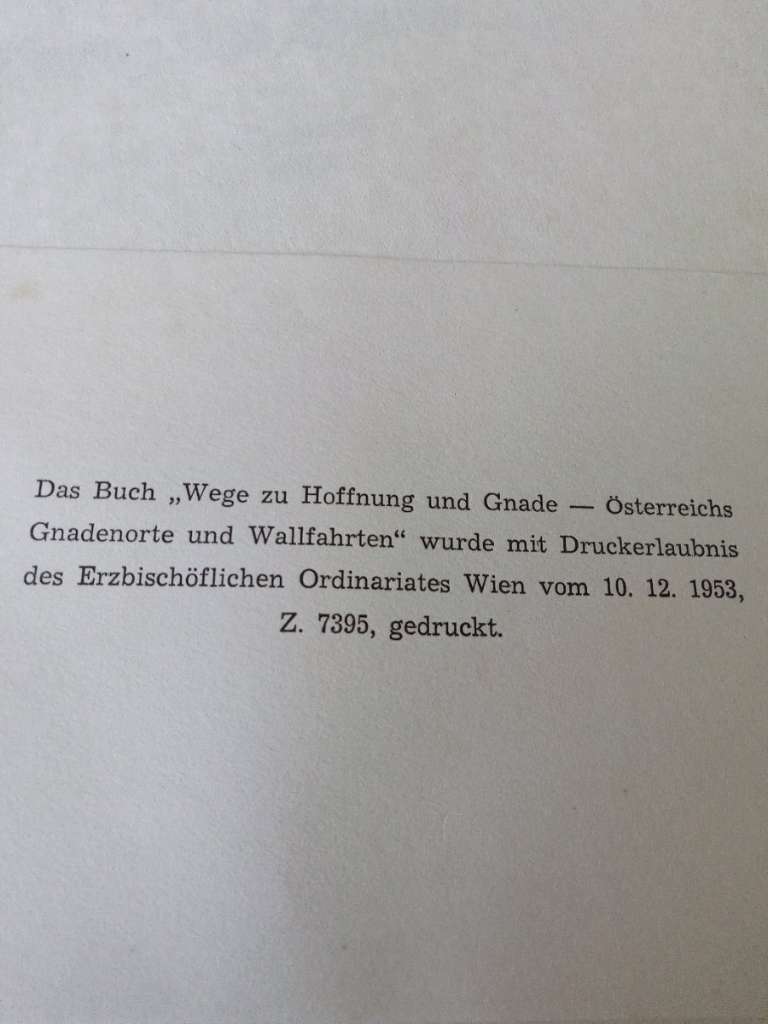 Das Buch „Wege zu Hoffnung und Gnade — Österreichs
Gnadenorte und Wallfahrten“ wurde mit Druckerlaubnis
des Erzbischöflichen Ordinariates Wien vom 10. 12. 1953,
Z. 7395, gedruckt.